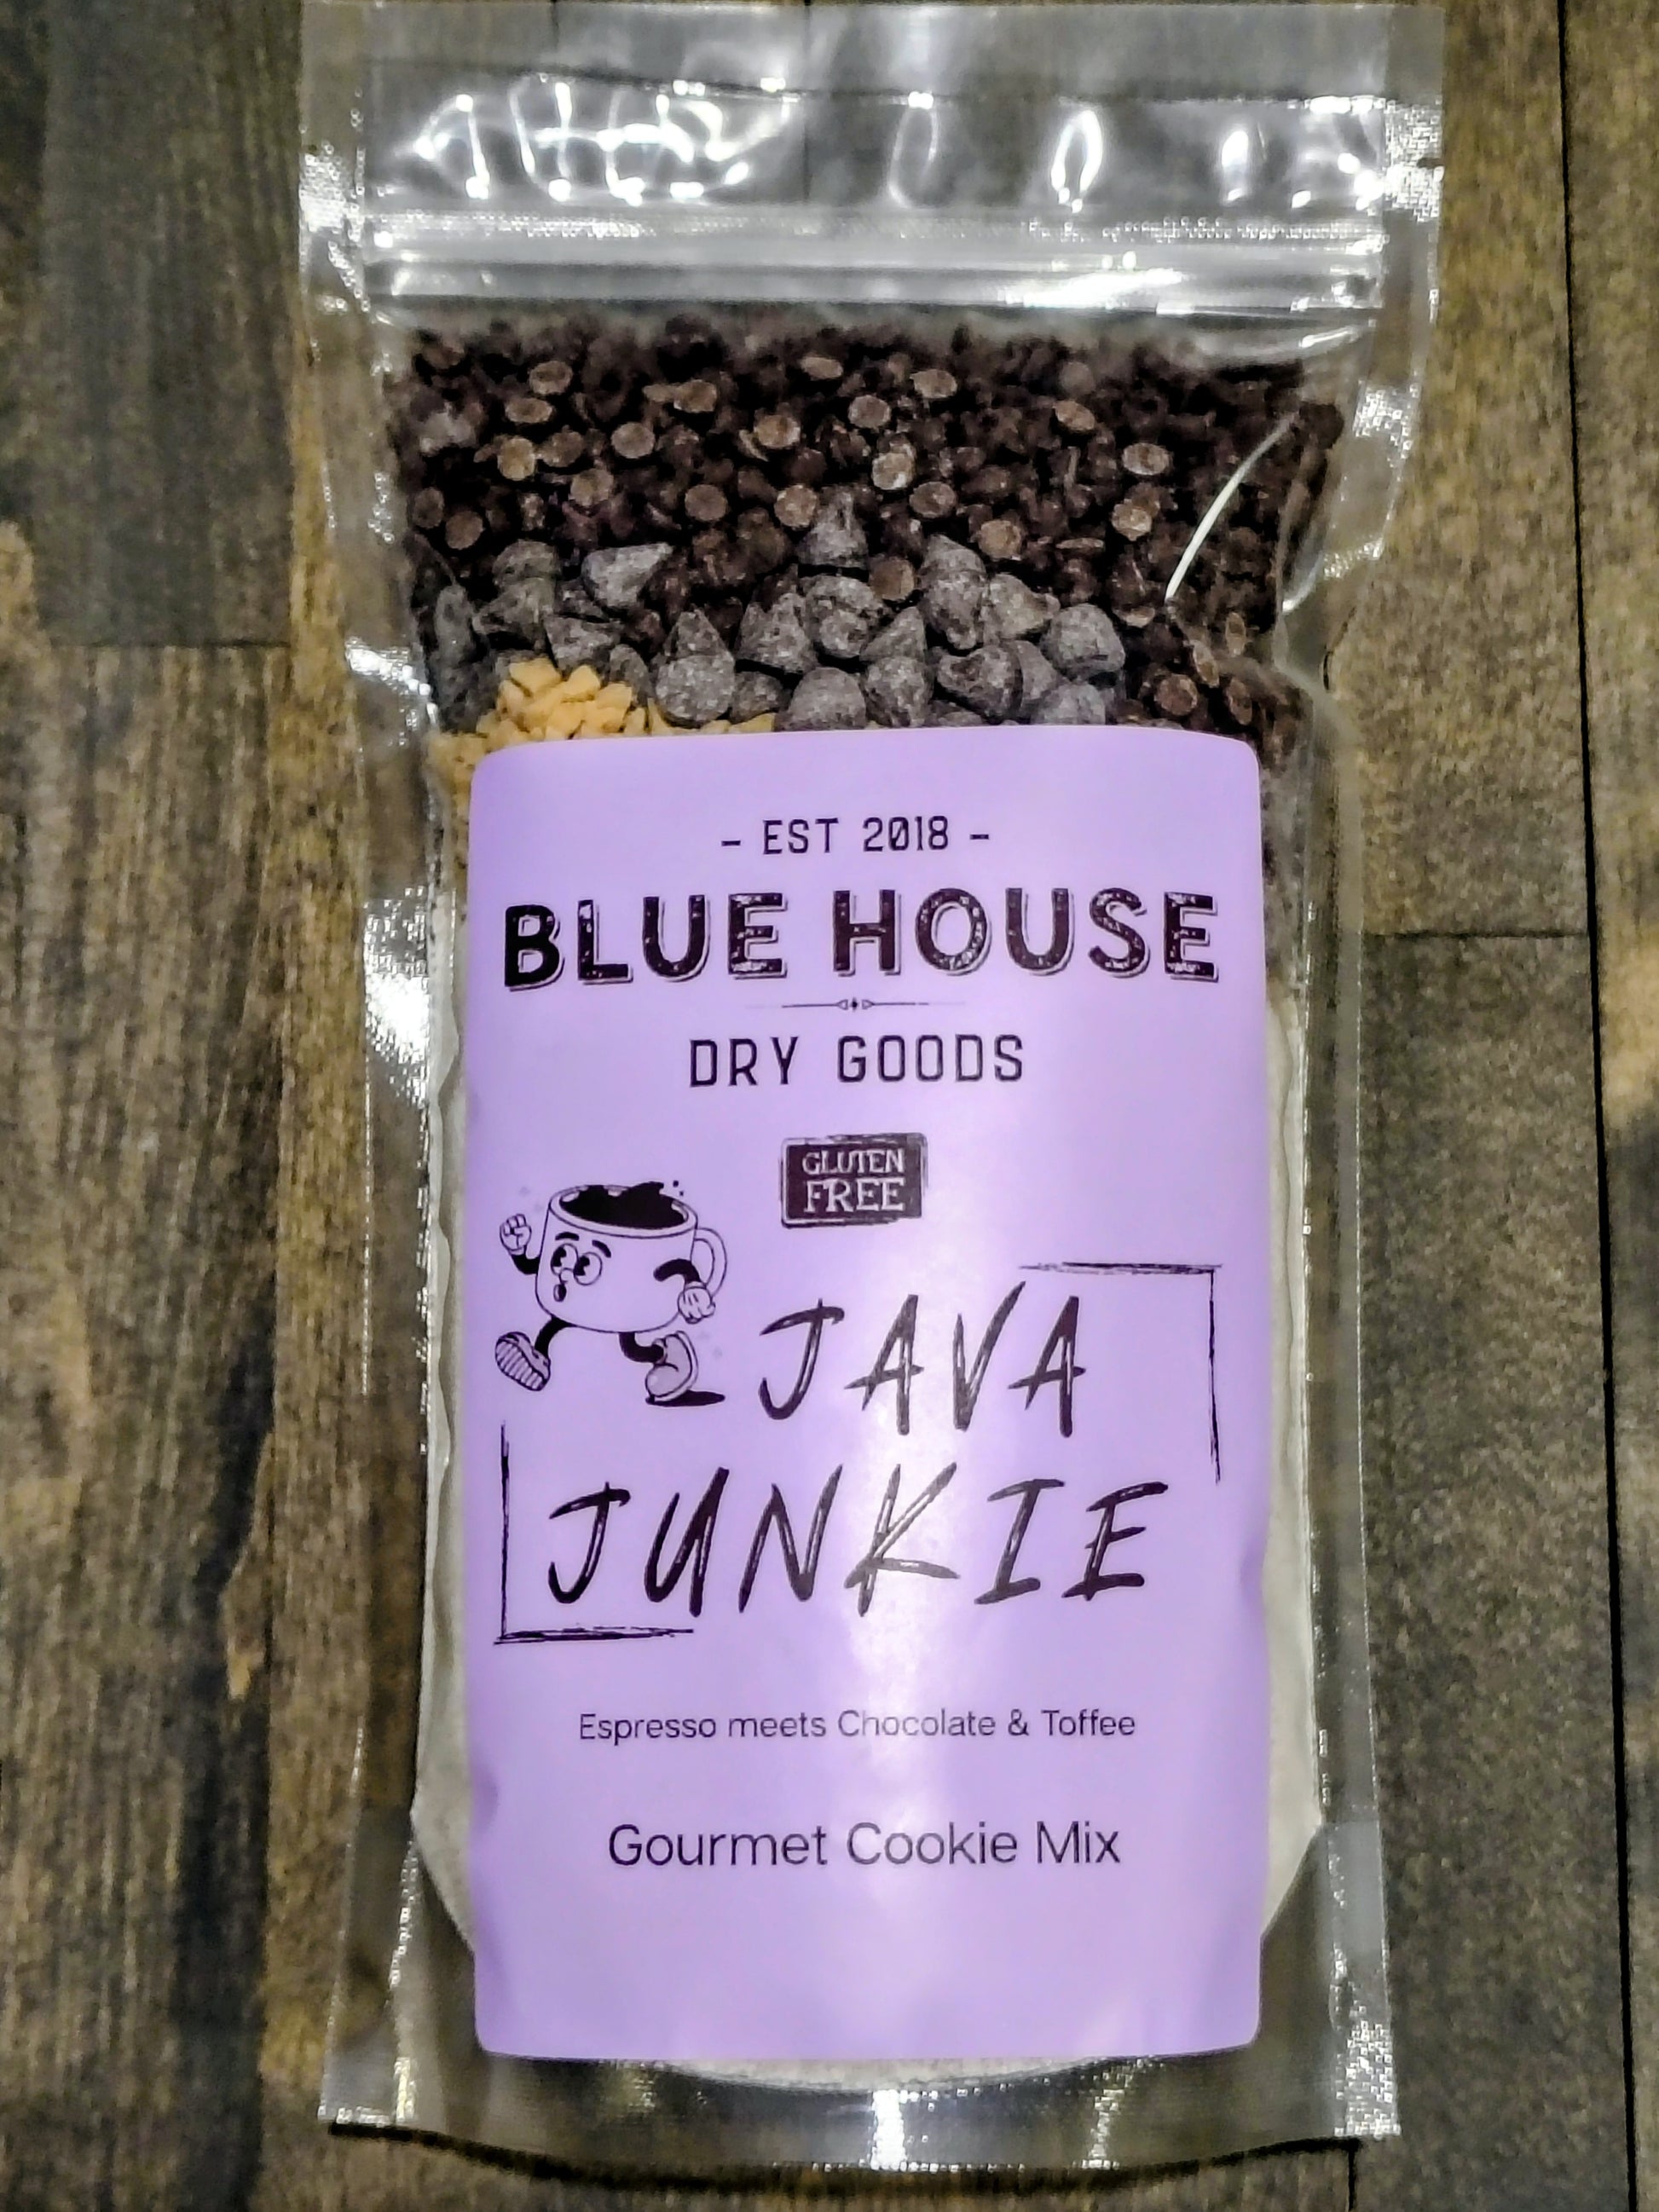 - EST 2018 -
BLUE HOUSE
DRY GOODS
GLUTEN
FREE
JAVA
JUNKIE
Espresso meets Chocolate & Toffee
Gourmet Cookie Mix